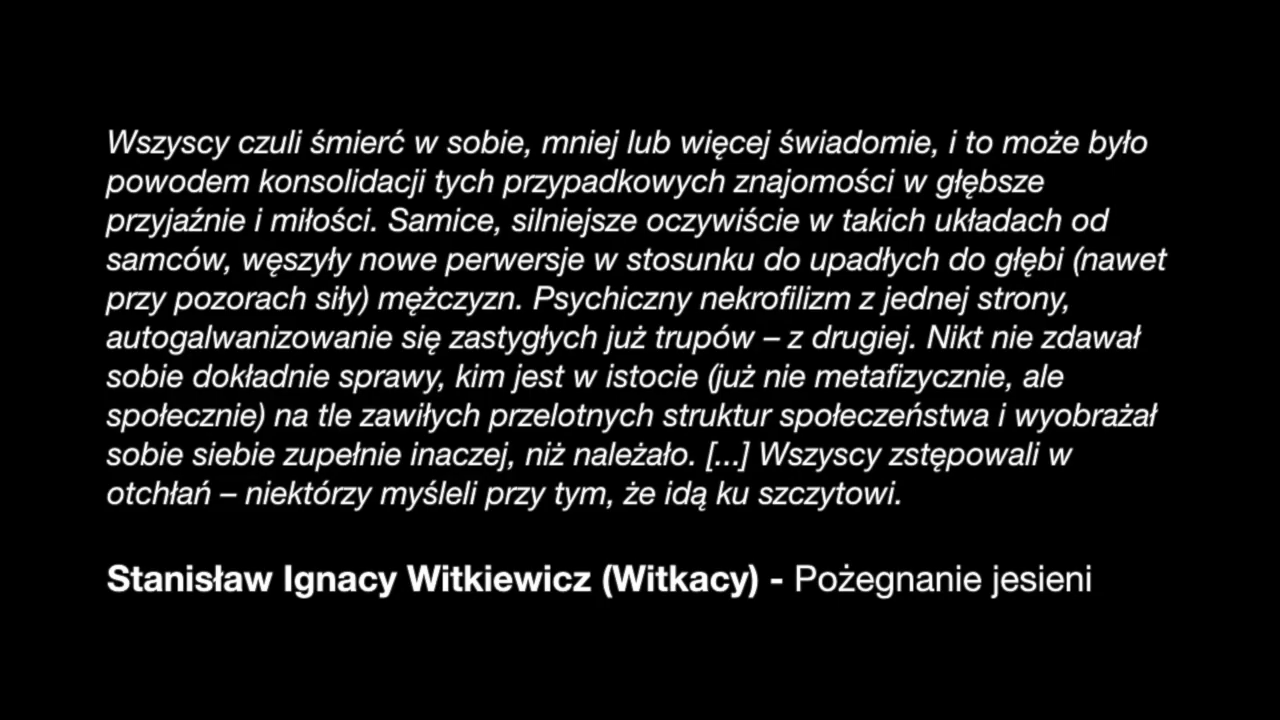 Wszyscy czuli śmierć w sobie, mniej lub więcej świadomie, i to może było
powodem konsolidacji tych przypadkowych znajomości w głębsze
przyjaźnie i miłości. Samice, silniejsze oczywiście w takich układach od
samców, węszyły nowe perwersje w stosunku do upadłych do głębi (nawet
przy pozorach siły) mężczyzn. Psychiczny nekrofilizm z jednej strony,
autogalwanizowanie się zastygłych już trupów – z drugiej. Nikt nie zdawał
sobie dokładnie sprawy, kim jest w istocie (już nie metafizycznie, ale
społecznie) na tle zawiłych przelotnych struktur społeczeństwa i wyobrażał
sobie siebie zupełnie inaczej, niż należało. [...] Wszyscy zstępowali w
otchłań – niektórzy myśleli przy tym, że idą ku szczytowi.
Stanisław Ignacy Witkiewicz (Witkacy) - Pożegnanie jesieni